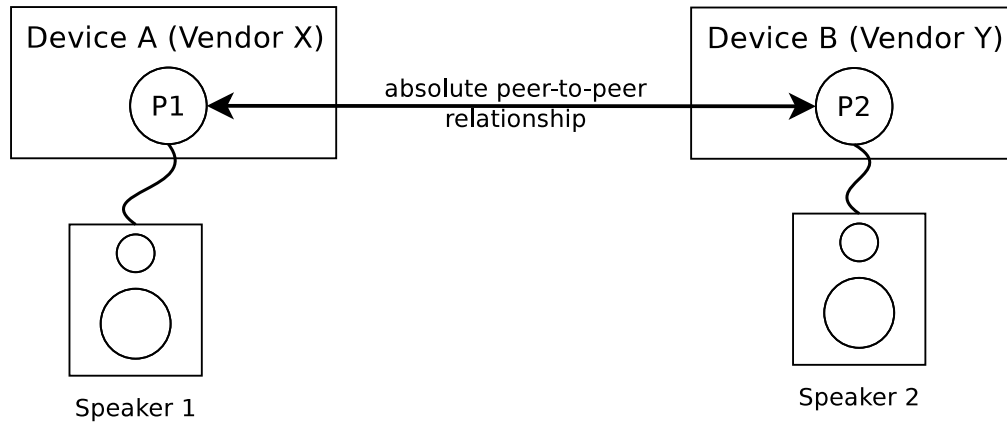 Device A (Vendor X)
Device B (Vendor Y)
P1
absolute peer-to-peer
relationship
P2
Speaker 1
Speaker 2